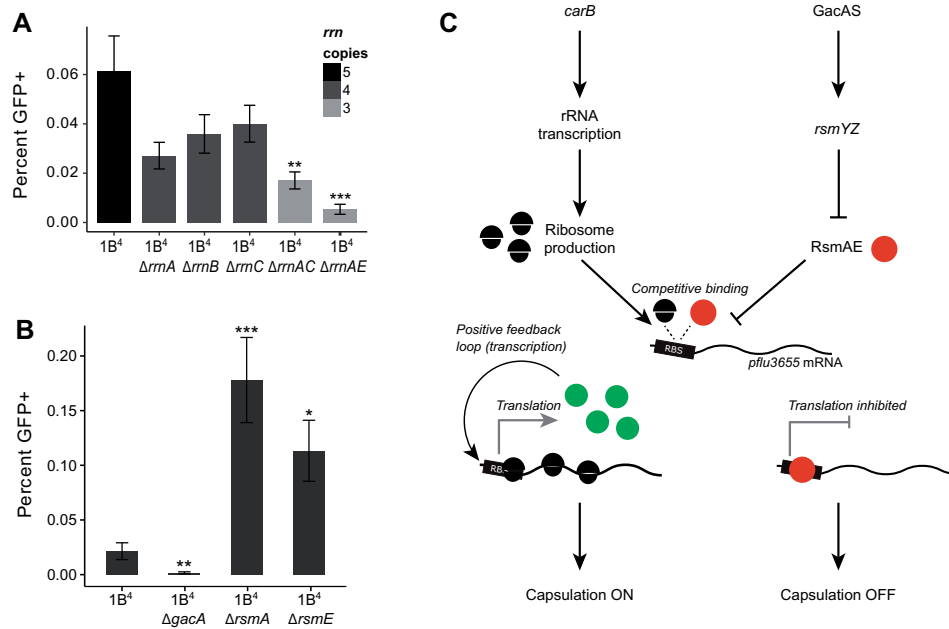 A
Percent GFP+
0.06
0.04
0.02
0.00
rrn
copies
5
4
3
**
***
1B4 1B4 1B4 1B4 1B4 1B4
ΔrrnA ΔrrnB ΔrrnC ΔrrnAC ΔrrnAE
B
Percent GFP+
0.20
0.15
0.10
0.05
0.00
**
***
*
1B4 1B4 1B4 1B4
ΔgacA ΔrsmA ΔrsmE
C
carB
GacAS
rRNA
transcription
rsmYZ
Ribosome
production
RsmAE
Competitive binding
RBS
pflu3655 mRNA
Positive feedback
loop (transcription)
Translation
RBS
Translation inhibited
Capsulation ON
Capsulation OFF